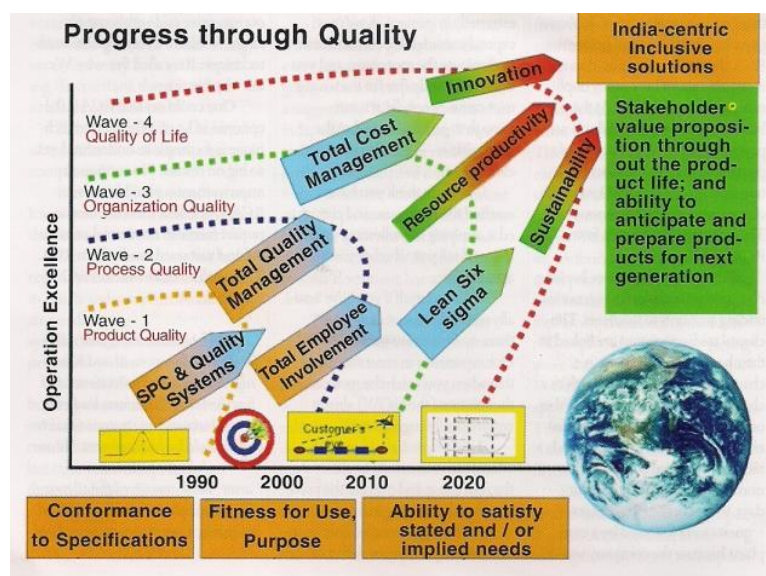 Progress through Quality
India-centric
Inclusive
solutions
Innovation
Wave - 4
Quality of Life
Total Cost
Management
Resource productivity
Sustainability
Stakeholder
value proposi-
tion through
out the prod-
uct life; and
ability to
anticipate and
prepare prod-
ucts for next
generation
Wave - 3
Organization Quality
Wave - 2
Process Quality
Total Quality
Management
Lean Six
sigma
Wave - 1
Product Quality
SPC & Quality
Systems
Total Employee
Involvement
Operation Excellence
Customer's
eye
1990 2000 2010 2020
Conformance
to Specifications
Fitness for Use,
Purpose
Ability to satisfy
stated and / or
implied needs